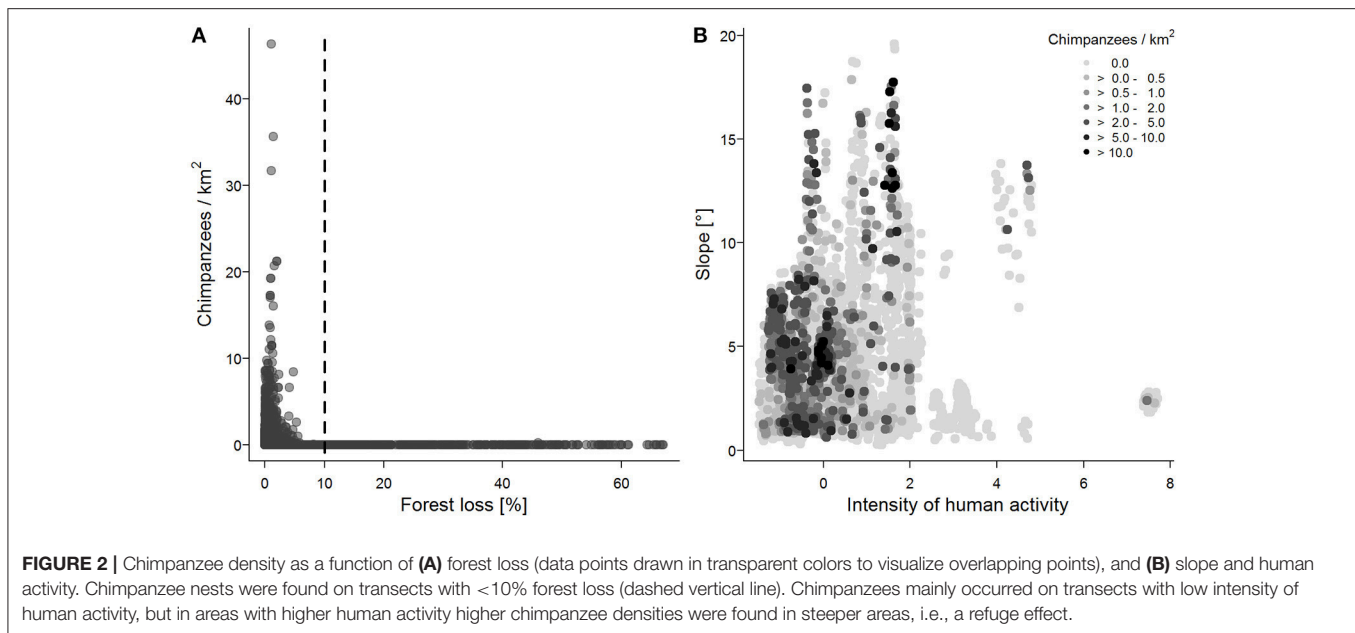 A
Chimpanzees / km²
40
30
20
10
0
0 10 20 40 60
Forest loss [%]
B
Slope [°]
20
15
10
5
0
0 2 4 6 8
Intensity of human activity
Chimpanzees / km²
0.0
> 0.0 - 0.5
> 0.5 - 1.0
> 1.0 - 2.0
> 2.0 - 5.0
> 5.0 - 10.0
> 10.0
FIGURE 2 | Chimpanzee density as a function of (A) forest loss (data points drawn in transparent colors to visualize overlapping points), and (B) slope and human
activity. Chimpanzee nests were found on transects with <10% forest loss (dashed vertical line). Chimpanzees mainly occurred on transects with low intensity of
human activity, but in areas with higher human activity higher chimpanzee densities were found in steeper areas, i.e., a refuge effect.